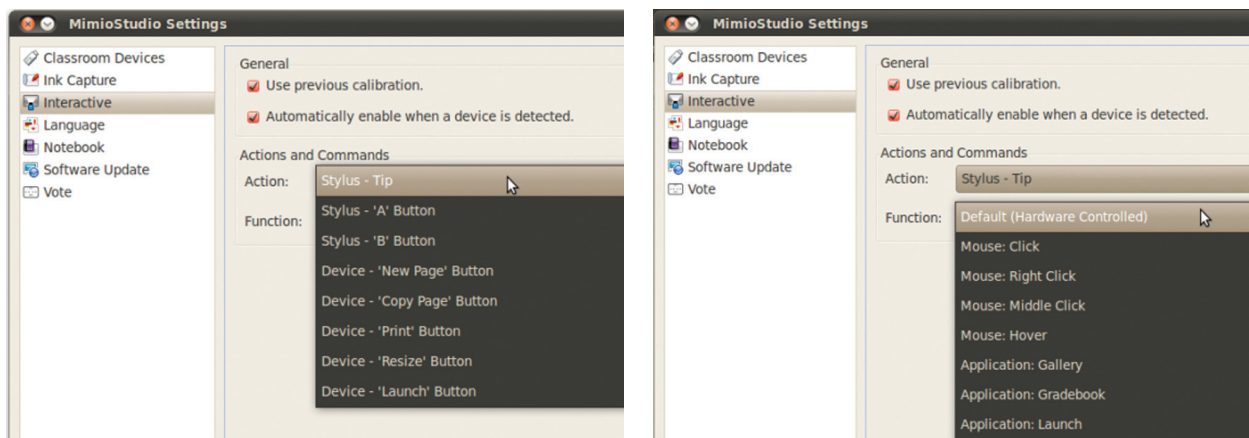 MimioStudio Settings
Classroom Devices
Ink Capture
Interactive
Language
Notebook
Software Update
Vote
General
Use previous calibration.
Automatically enable when a device is detected.
Actions and Commands
Action:
Stylus - Tip
Stylus - 'A' Button
Function:
Stylus - 'B' Button
Device - 'New Page' Button
Device - 'Copy Page' Button
Device - 'Print' Button
Device - 'Resize' Button
Device - 'Launch' Button
MimioStudio Settings
Classroom Devices
Ink Capture
Interactive
Language
Notebook
Software Update
Vote
General
Use previous calibration.
Automatically enable when a device is detected.
Actions and Commands
Action: Stylus - Tip
Function: Default (Hardware Controlled)
Mouse: Click
Mouse: Right Click
Mouse: Middle Click
Mouse: Hover
Application: Gallery
Application: Gradebook
Application: Launch